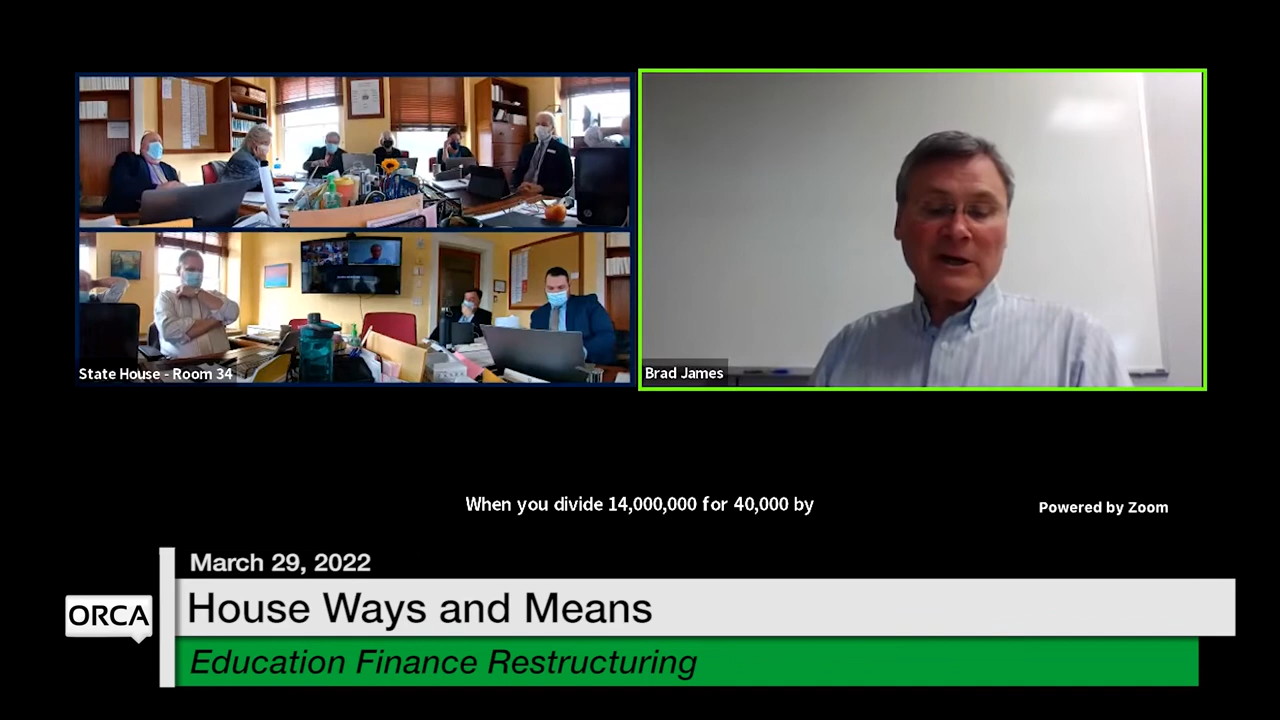 State House - Room 34
Brad James
When you divide 14,000,000 for 40,000 by
Powered by Zoom
March 29, 2022
ORCA
House Ways and Means
Education Finance Restructuring